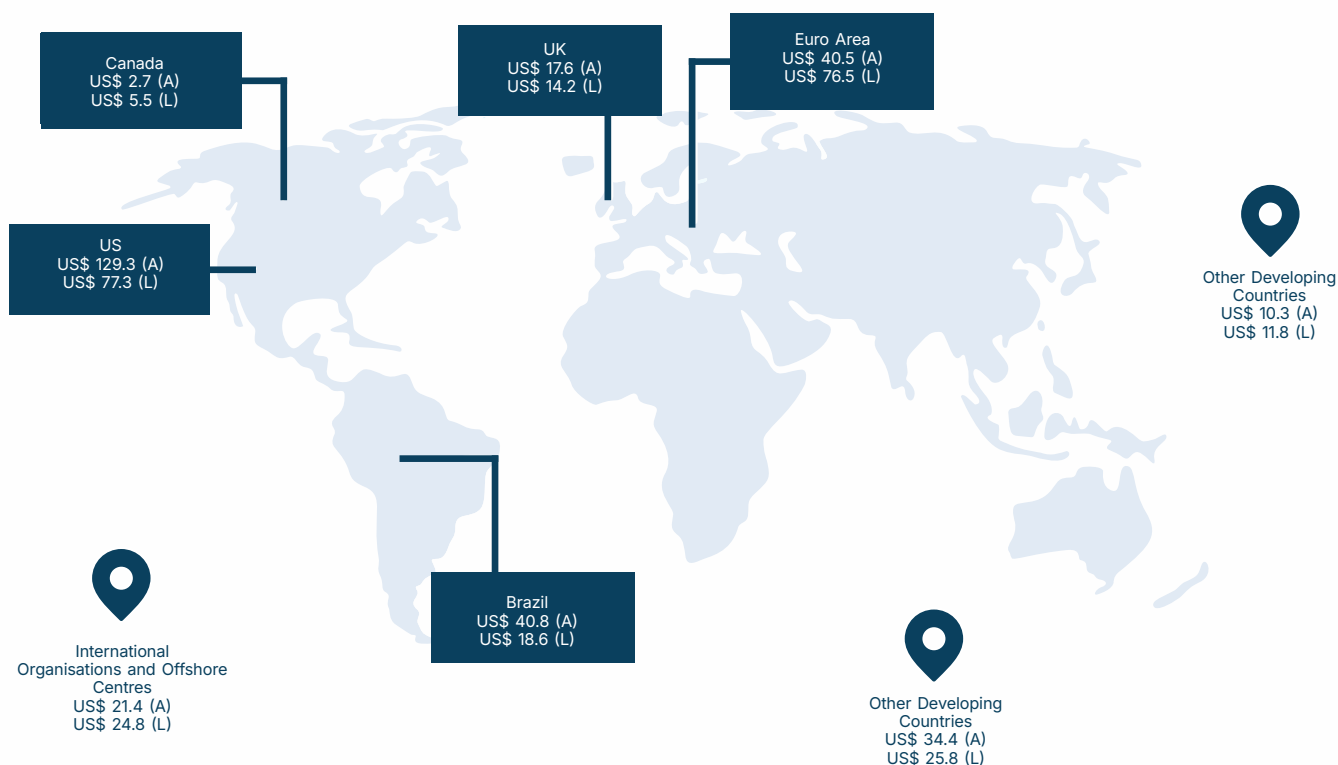 Canada
US$ 2.7 (A)
US$ 5.5 (L)
UK
US$ 17.6 (A)
US$ 14.2 (L)
Euro Area
US$ 40.5 (A)
US$ 76.5 (L)
US
US$ 129.3 (A)
US$ 77.3 (L)
Other Developing
Countries
US$ 10.3 (A)
US$ 11.8 (L)
Brazil
US$ 40.8 (A)
US$ 18.6 (L)
International
Organisations and Offshore
Centres
US$ 21.4 (A)
US$ 24.8 (L)
Other Developing
Countries
US$ 34.4 (A)
US$ 25.8 (L)